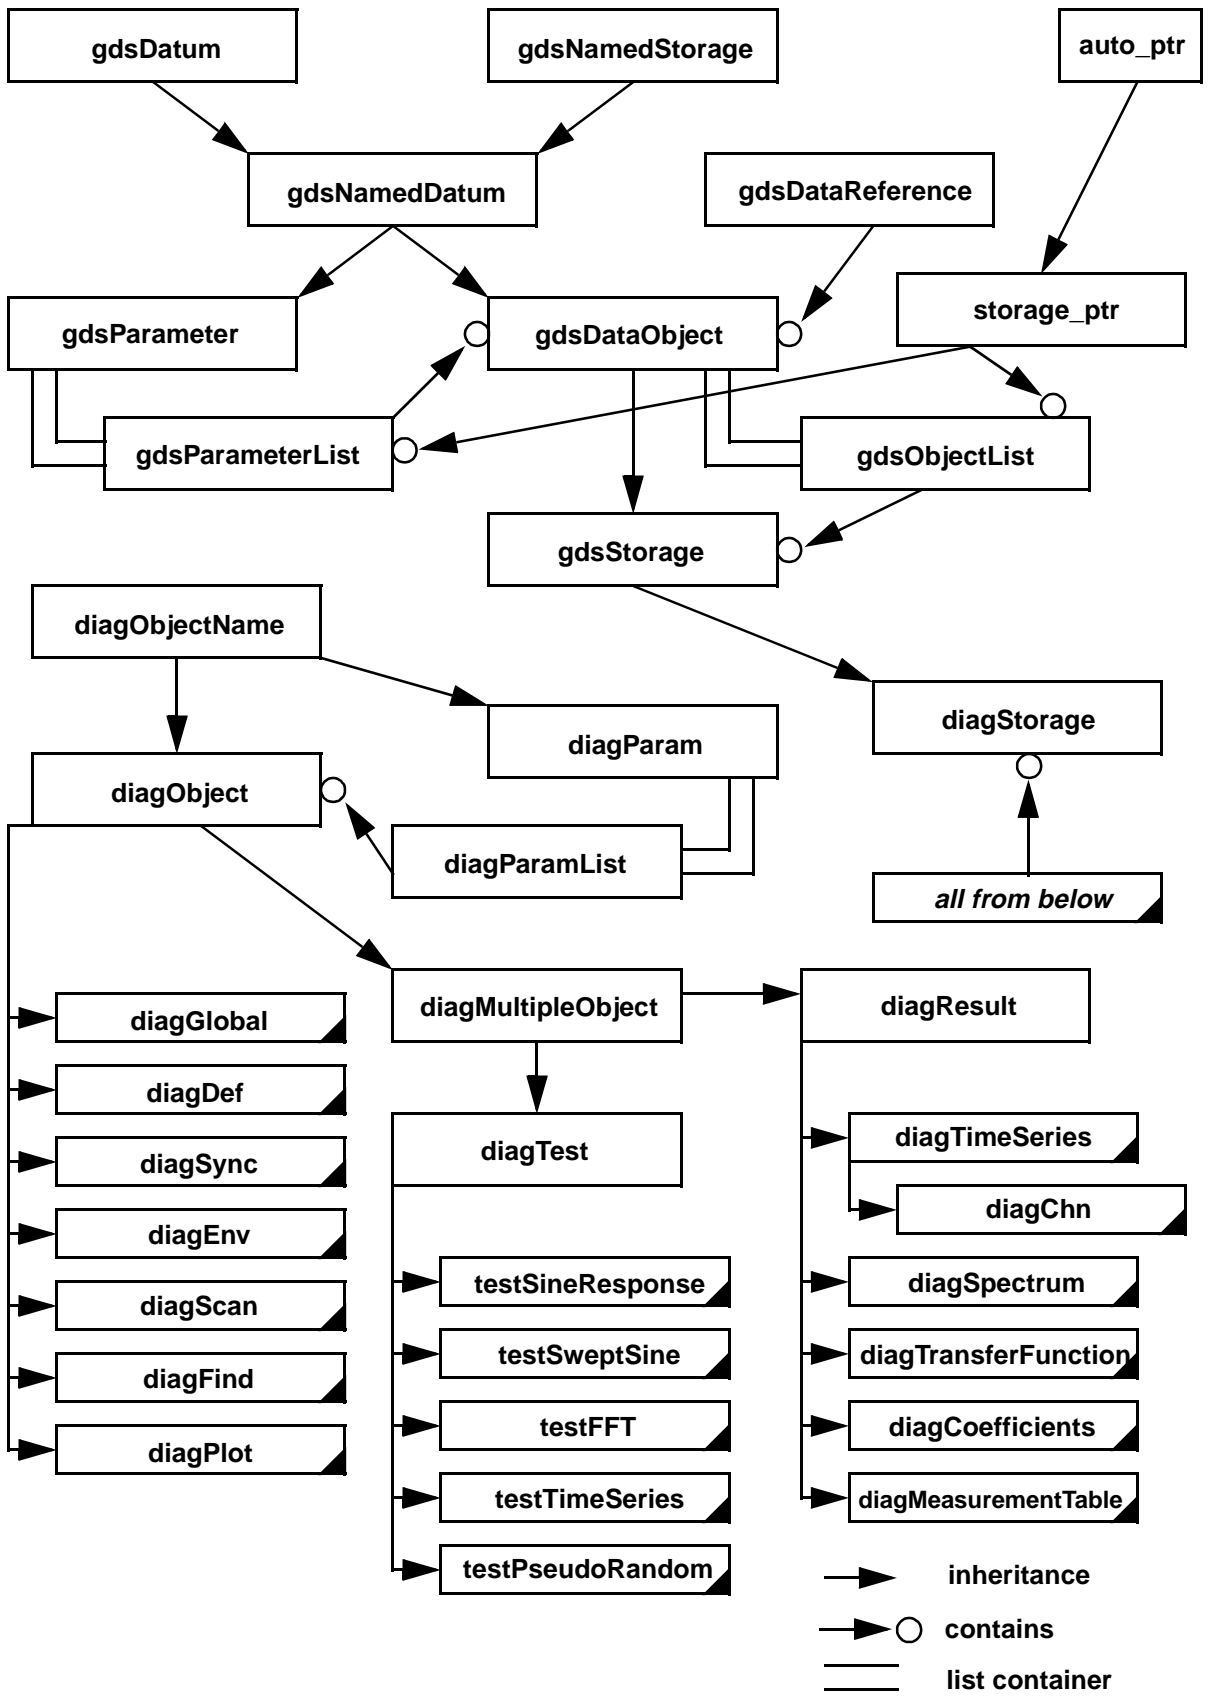 gdsDatum
gdsNamedStorage
auto_ptr
gdsNamedDatum
gdsDataReference
gdsParameter
gdsDataObject
storage_ptr
gdsParameterList
gdsObjectList
gdsStorage
diagObjectName
diagStorage
diagParam
diagObject
diagParamList
all from below
diagMultipleObject
diagResult
diagGlobal
diagDef
diagSync
diagEnv
diagScan
diagFind
diagPlot
diagTest
testSineResponse
testSweptSine
testFFT
testTimeSeries
testPseudoRandom
diagTimeSeries
diagChn
diagSpectrum
diagTransferFunction
diagCoefficients
diagMeasurementTable
inheritance
contains
list container